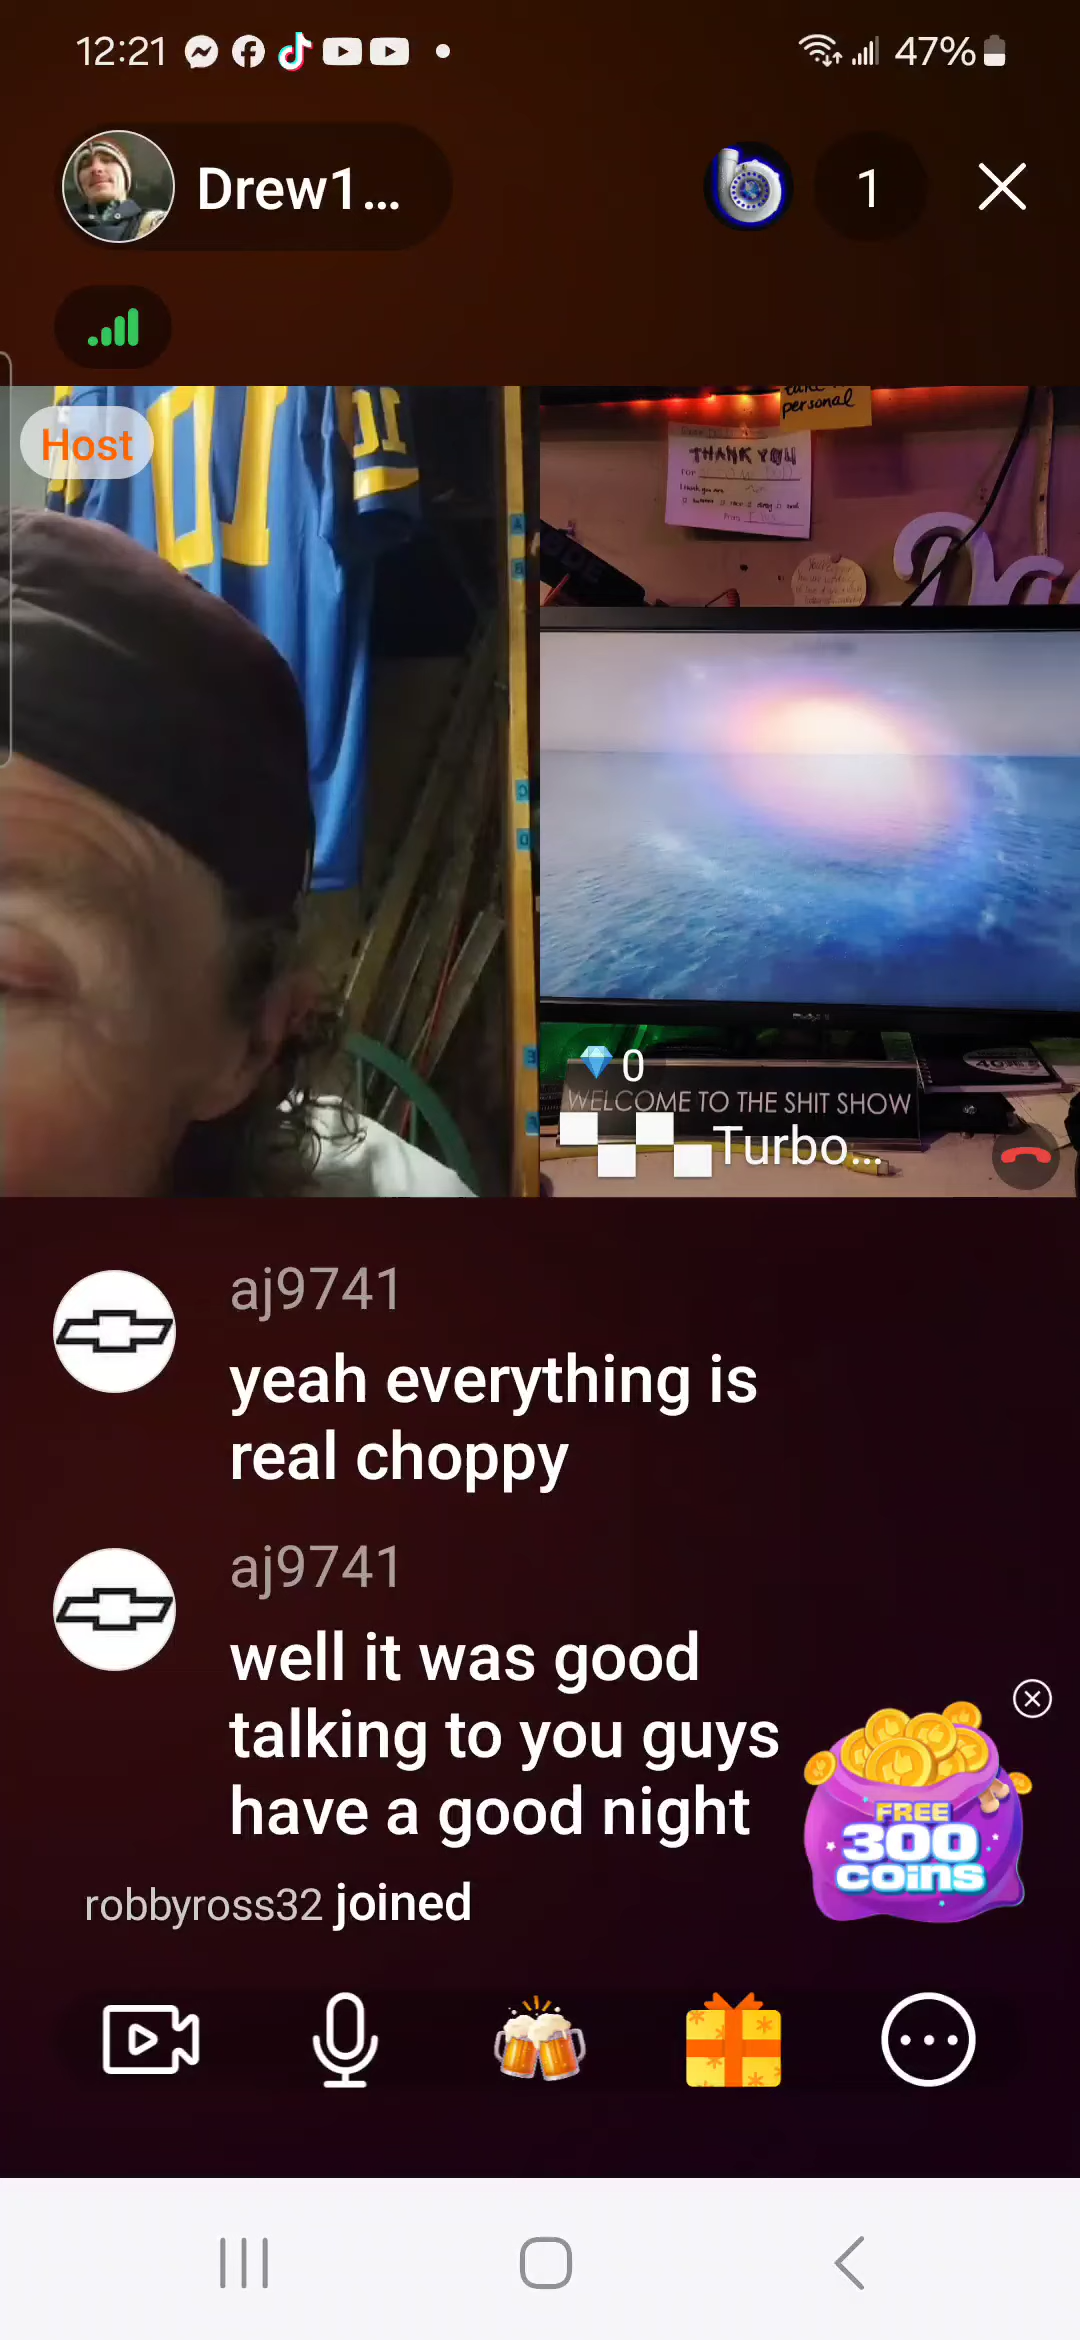 12:21
47%
Drew1...
1
Host
take
personal
THANK YOU
WELCOME TO THE SHIT SHOW
0
Turbo...
aj9741
yeah everything is
real choppy
aj9741
well it was good
talking to you guys
have a good night
FREE
300
coins
robbyross32 joined